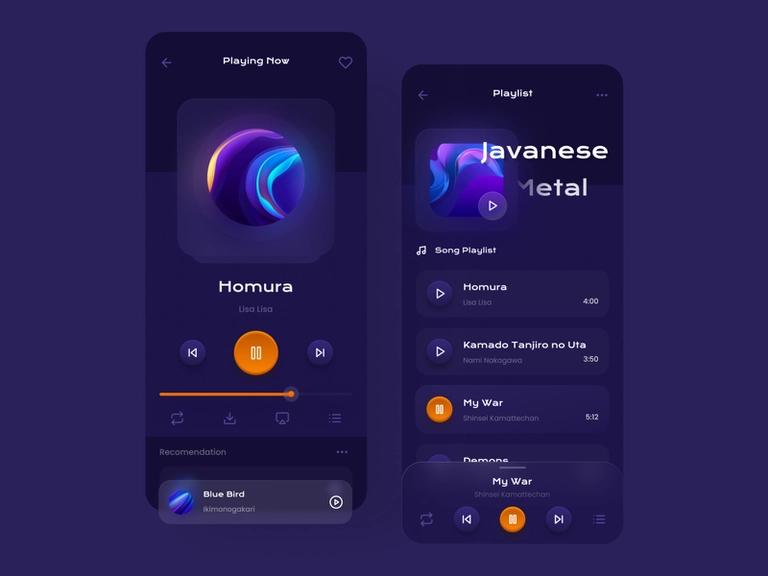 Playing Now
Homura
Lisa Lisa
Recomendation
Blue Bird
Ikimonogakari
Playlist
Javanese
Metal
Song Playlist
Homura
Lisa Lisa
4:00
Kamado Tanjiro no Uta
Nami Nakagawa
3:50
My War
Shinsei Kamattechan
5:12
Demons
My War
Shinsei Kamattechan